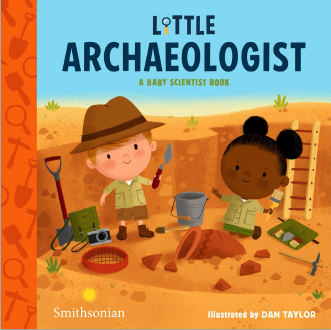 LITTLE
ARCHAEOLOGIST
A BABY SCIENTIST BOOK
Smithsonian
Illustrated by DAN TAYLOR